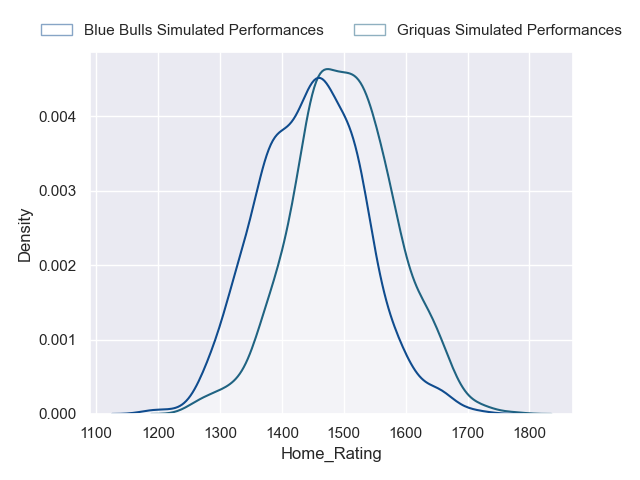 Blue Bulls Simulated Performances Griquas Simulated Performances
0.004
0.003
0.002
0.001
0.000
Density
1100 1200 1300 1400 1500 1600 1700 1800
Home_Rating